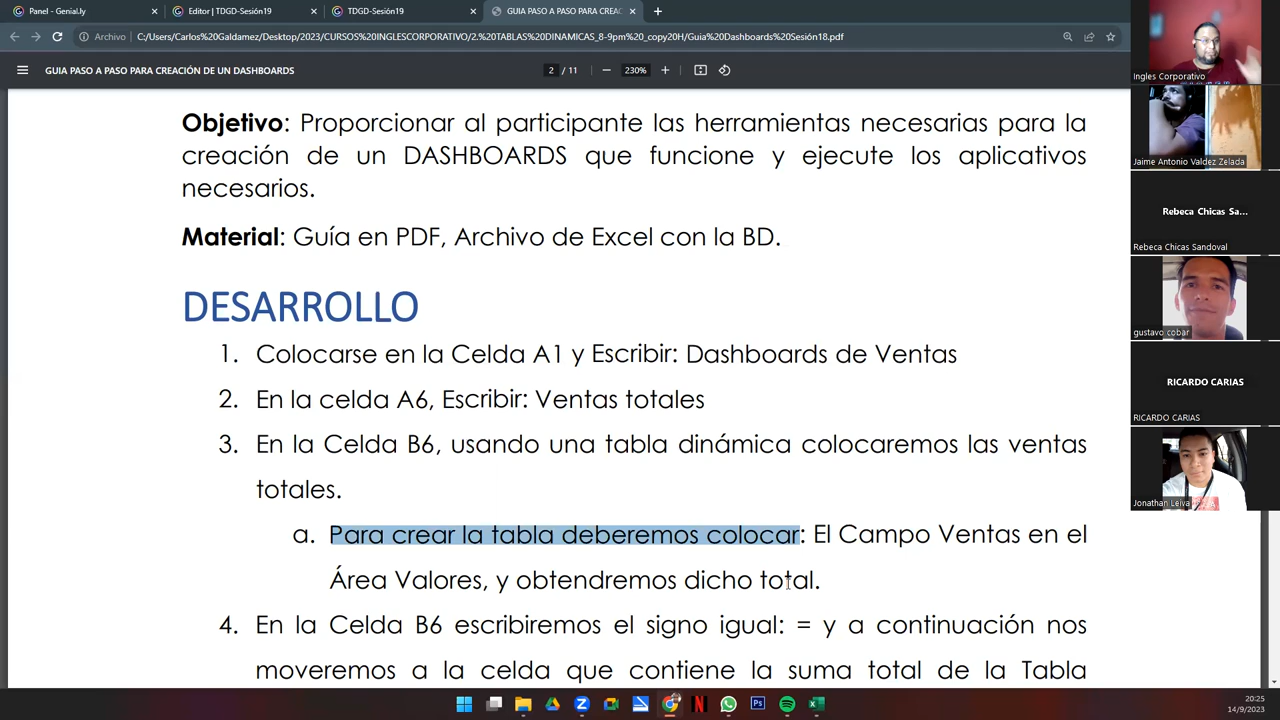 Panel - Genial.ly
Editor | TDGD-Sesión19
TDGD-Sesión19
GUIA PASO A PASO PARA CREAC
Archivo
C:/Users/Carlos%20Galdamez/Desktop/2023/CURSOS%20INGLESCORPORATIVO/2.%20TABLAS%20DINAMICAS_8-9pm%20_copy20H/Guia%20Dashboards%20Sesión18.pdf
GUIA PASO A PASO PARA CREACIÓN DE UN DASHBOARDS
2 / 11
230%
Objetivo: Proporcionar al participante las herramientas necesarias para la
creación de un DASHBOARDS que funcione y ejecute los aplicativos
necesarios.
Material: Guía en PDF, Archivo de Excel con la BD.
DESARROLLO
1. Colocarse en la Celda A1 y Escribir: Dashboards de Ventas
2. En la celda A6, Escribir: Ventas totales
3. En la Celda B6, usando una tabla dinámica colocaremos las ventas
totales.
a. Para crear la tabla deberemos colocar: El Campo Ventas en el
Área Valores, y obtendremos dicho total.
4. En la Celda B6 escribiremos el signo igual: = y a continuación nos
moveremos a la celda que contiene la suma total de la Tabla
Ingles Corporativo
Jaime Antonio Valdez Zelada
Rebeca Chicas Sa...
Rebeca Chicas Sandoval
gustavo cobar
RICARDO CARIAS
RICARDO CARIAS
Jonathan Leiva
20:25
14/9/2023